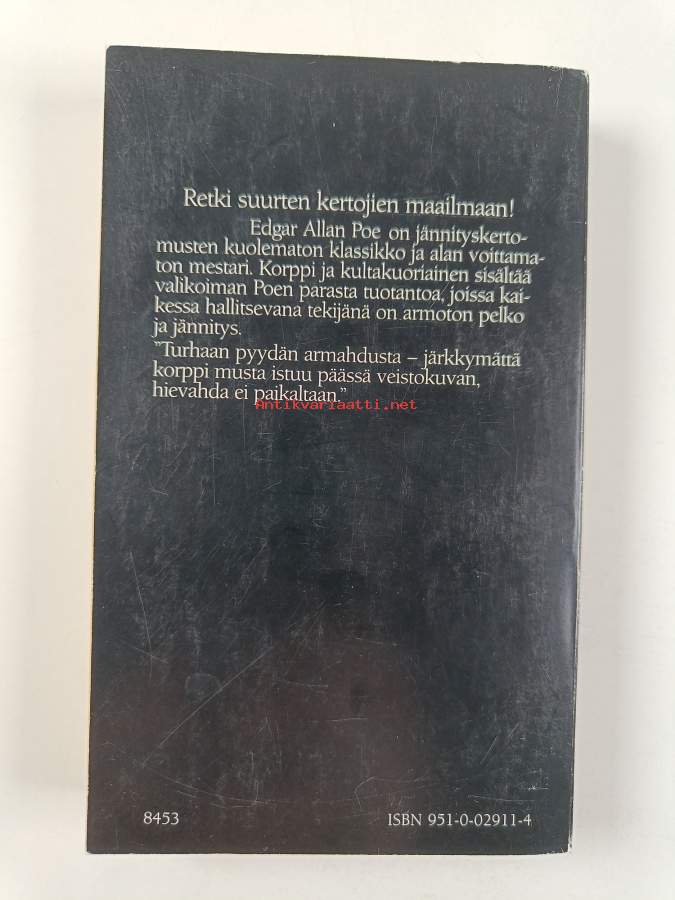 Retki suurten kertojien maailmaan!
Edgar Allan Poe on jännityskerto-
musten kuolematon klassikko ja alan voittama-
ton mestari. Korppi ja kultakuoriainen sisältää
valikoiman Poen parasta tuotantoa, joissa kai-
kessa hallitsevana tekijänä on armoton pelko
ja jännitys.
"Turhaan pyydän armahdusta – järkkymättä
korppi musta istuu päässä veistokuvan,
hievahda ei paikaltaan."
Antikvariaatti.net
8453
ISBN 951-0-02911-4